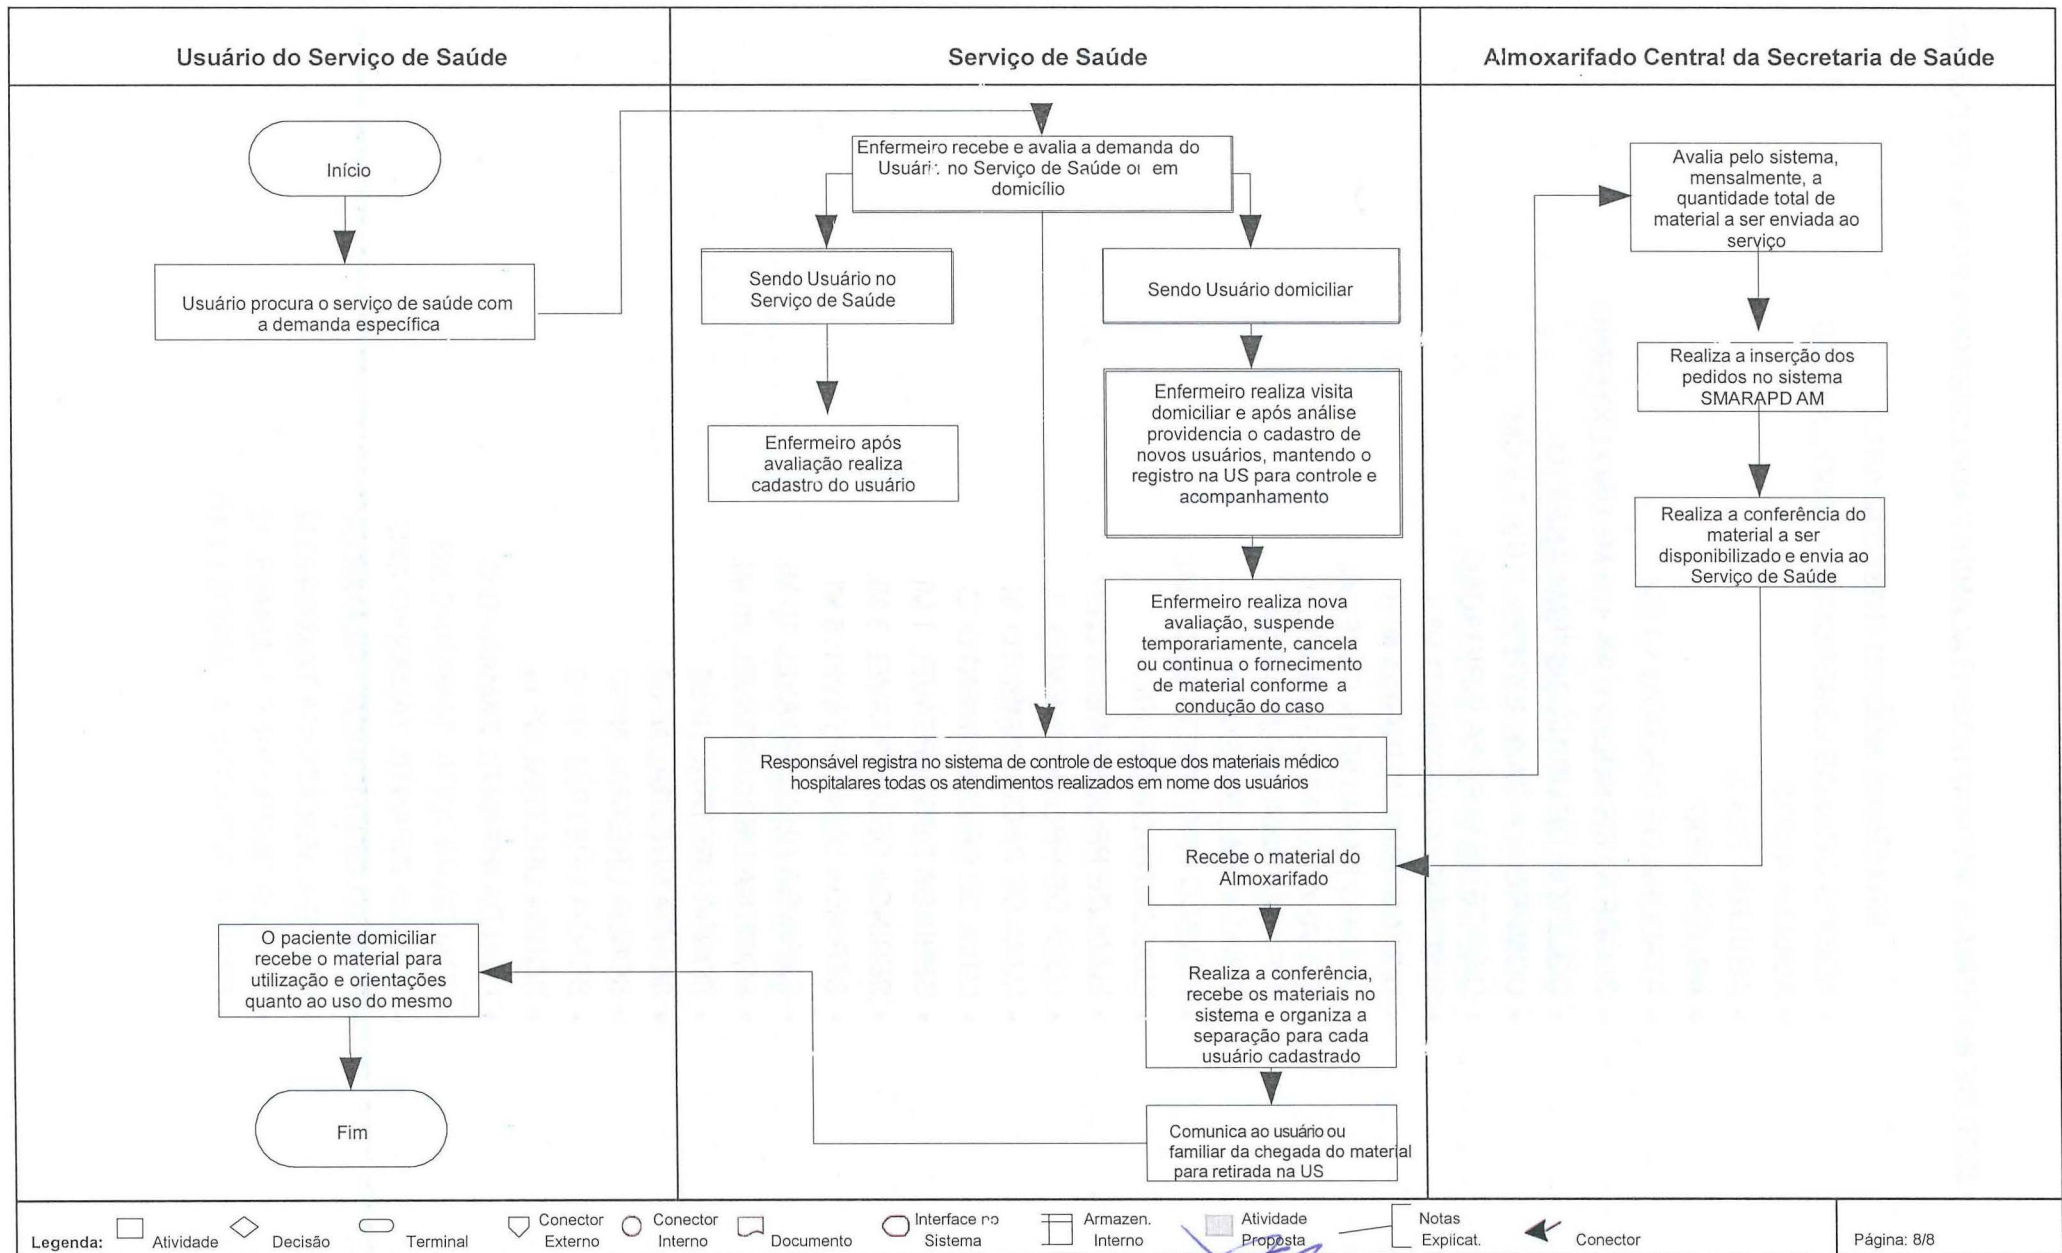 Usuário do Serviço de Saúde
Serviço de Saúde
Almoxarifado Central da Secretaria de Saúde
Início
Usuário procura o serviço de saúde com
a demanda específica
Enfermeiro recebe e avalia a demanda do
no Serviço de Saúde em
domicílio
Sendo Usuário no
Serviço de Saúde
Enfermeiro após
avaliação realiza
cadastro do usuário
Sendo Usuário domiciliar
Enfermeiro realiza visita
domiciliar e após análise
providencia o cadastro de
novos usuários, mantendo o
registro na US para controle e
acompanhamento
Enfermeiro realiza nova
avaliação, suspende
temporariamente, cancela
ou continua o fornecimento
de material conforme a
condução do caso
Responsável registra no sistema de controle de estoque dos materiais médico
hospitalares todas os atendimentos realizados em nome dos usuários
Avalia pelo sistema,
mensalmente, a
quantidade total de
material a ser enviada ao
serviço
Realiza a inserção dos
pedidos no sistema
SMARAPD AM
Realiza a conferência do
material a ser
disponibilizado e envia ao
Serviço de Saúde
Recebe o material do
Almoxarifado
Realiza a conferência,
recebe os materiais no
sistema e organiza a
separação para cada
usuário cadastrado
Comunica ao usuário ou
familiar da chegada do material
para retirada na US
O paciente domiciliar
recebe o material para
utilização e orientações
quanto ao uso do mesmo
Fim
Legenda:
Atividade
Decisão
Terminal
Conector
Externo
Conector
Interno
Documento
Interface no
Sistema
Armazen.
Interno
Atividade
Proposta
Notas
Explicat.
Conector
Página: 8/8